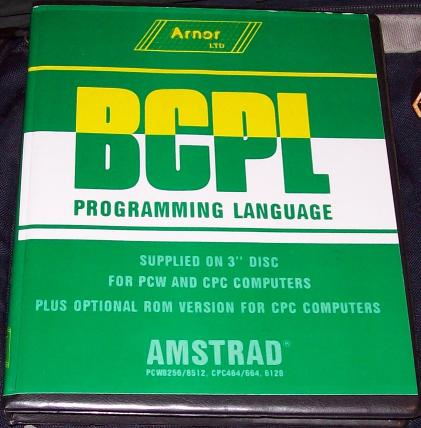 Arnor
LTD
BCPL
PROGRAMMING LANGUAGE
SUPPLIED ON 3" DISC
FOR PCW AND CPC COMPUTERS
PLUS OPTIONAL ROM VERSION FOR CPC COMPUTERS
AMSTRAD®
PCW8256/8512, CPC464/664, 6128